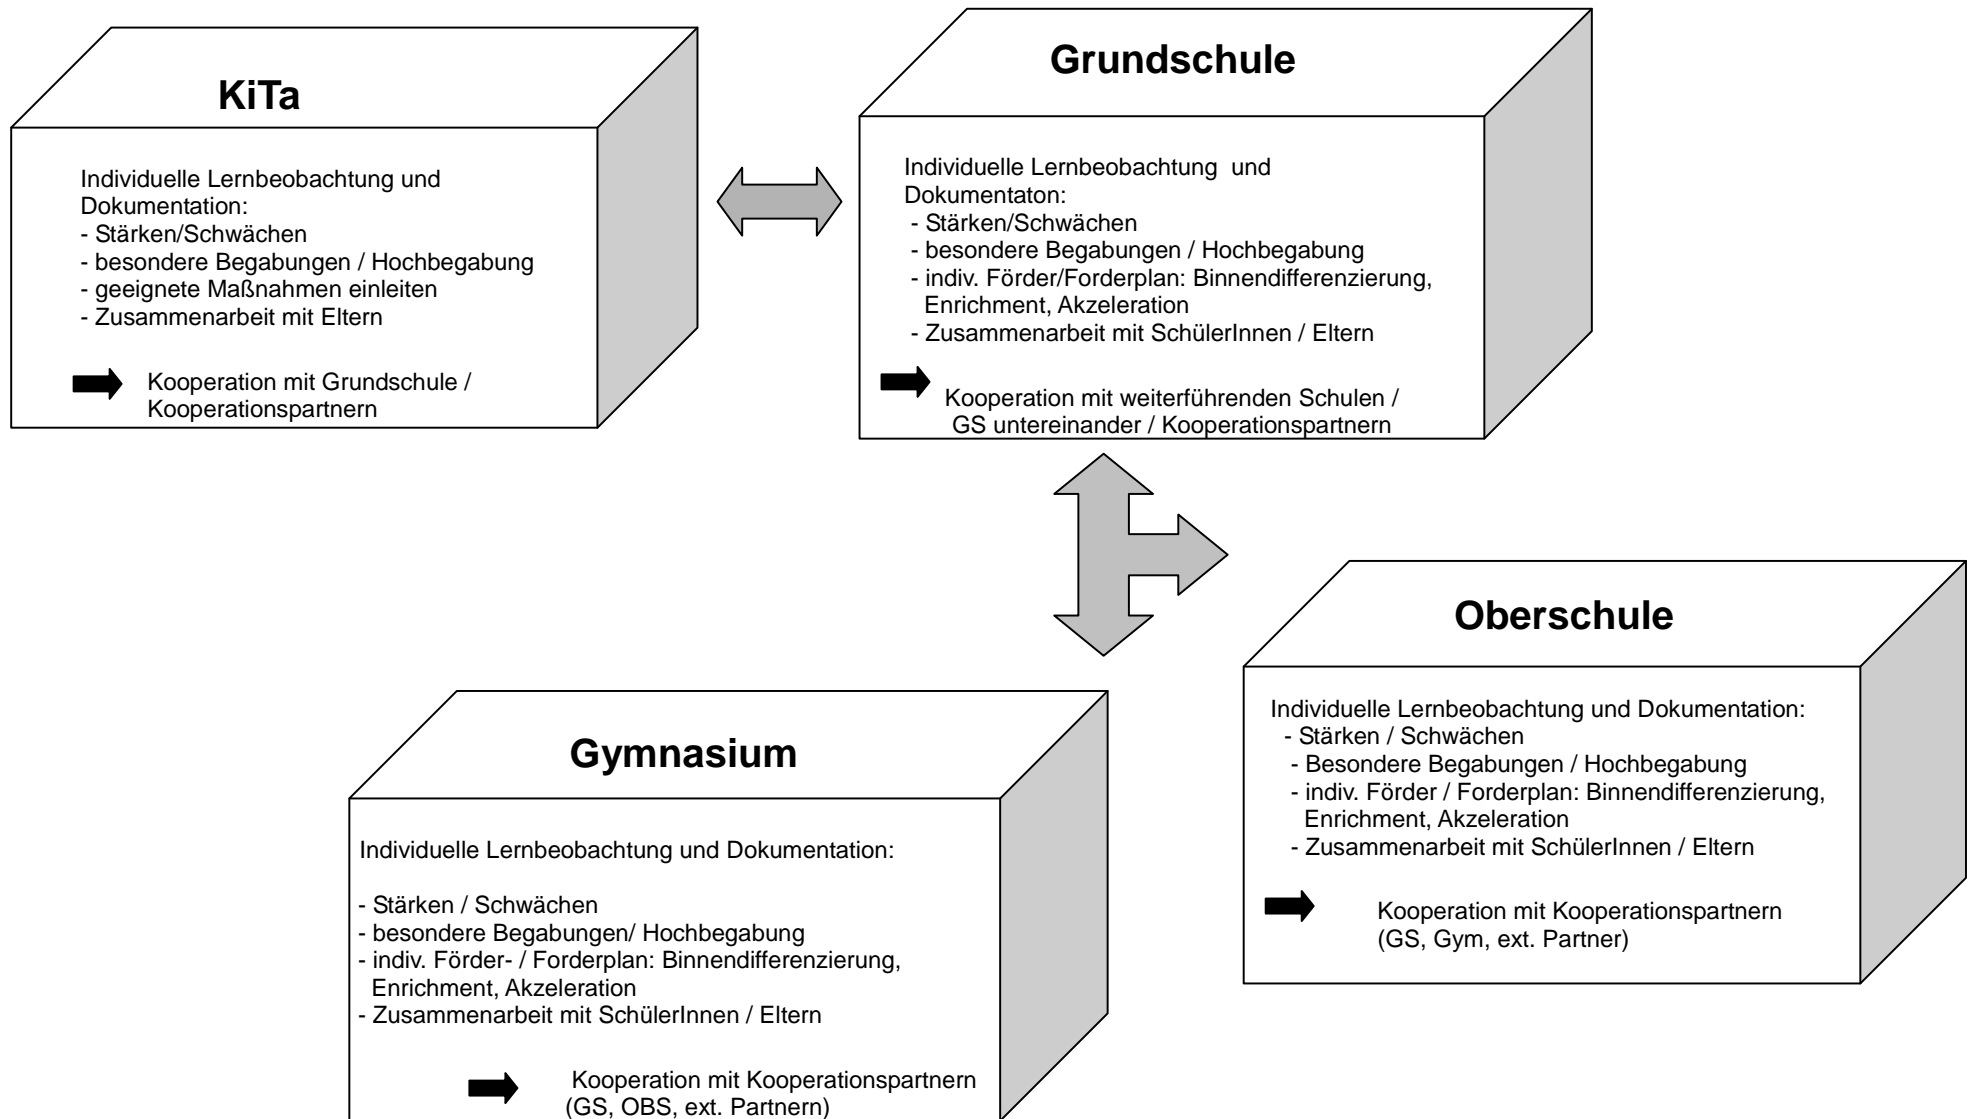 KiTa
Individuelle Lernbeobachtung und
Dokumentation:
- Stärken/Schwächen
- besondere Begabungen / Hochbegabung
- geeignete Maßnahmen einleiten
- Zusammenarbeit mit Eltern
Kooperation mit Grundschule /
Kooperationspartnern
Grundschule
Individuelle Lernbeobachtung und
Dokumentaton:
- Stärken/Schwächen
- besondere Begabungen / Hochbegabung
- indiv. Förder/Forderplan: Binnendifferenzierung,
Enrichment, Akzeleration
- Zusammenarbeit mit SchülerInnen / Eltern
Kooperation mit weiterführenden Schulen /
GS untereinander / Kooperationspartnern
Oberschule
Individuelle Lernbeobachtung und Dokumentation:
- Stärken / Schwächen
- Besondere Begabungen / Hochbegabung
- indiv. Förder / Forderplan: Binnendifferenzierung,
Enrichment, Akzeleration
- Zusammenarbeit mit SchülerInnen / Eltern
Kooperation mit Kooperationspartnern
(GS, Gym, ext. Partner)
Gymnasium
Individuelle Lernbeobachtung und Dokumentation:
- Stärken / Schwächen
- besondere Begabungen/ Hochbegabung
- indiv. Förder- / Forderplan: Binnendifferenzierung,
Enrichment, Akzeleration
- Zusammenarbeit mit SchülerInnen / Eltern
Kooperation mit Kooperationspartnern
(GS, OBS, ext. Partnern)